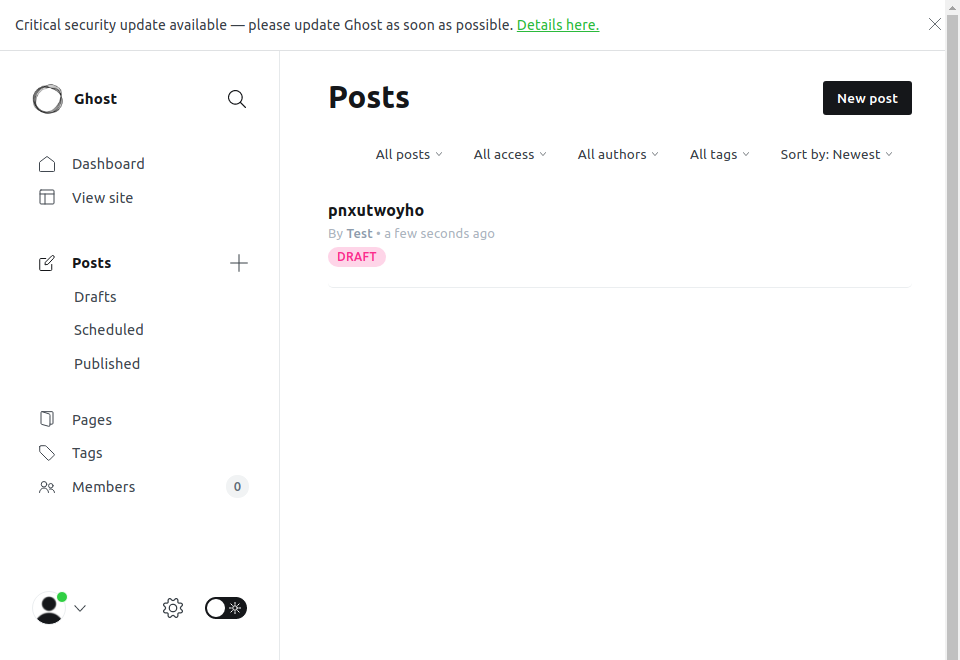 Critical security update available — please update Ghost as soon as possible. Details here.
Ghost
Dashboard
View site
Posts
Drafts
Scheduled
Published
Pages
Tags
Members 0
Posts
New post
All posts All access All authors All tags Sort by: Newest
pnxutwoyho
By Test • a few seconds ago
DRAFT